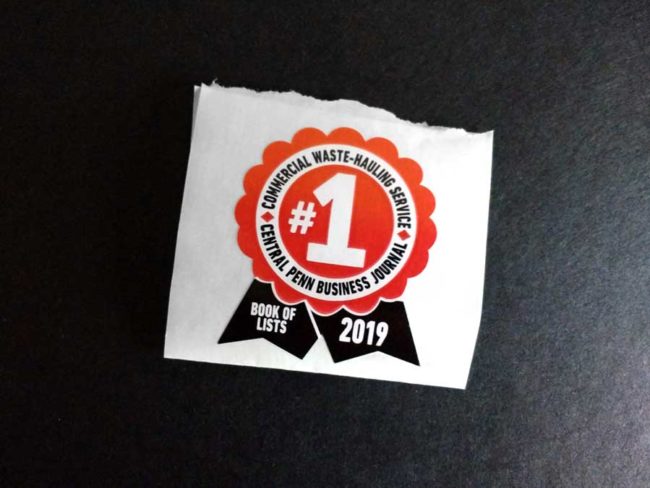 COMMERCIAL WASTE-HAULING SERVICE
#1
CENTRAL PENN BUSINESS JOURNAL
BOOK OF
LISTS
2019